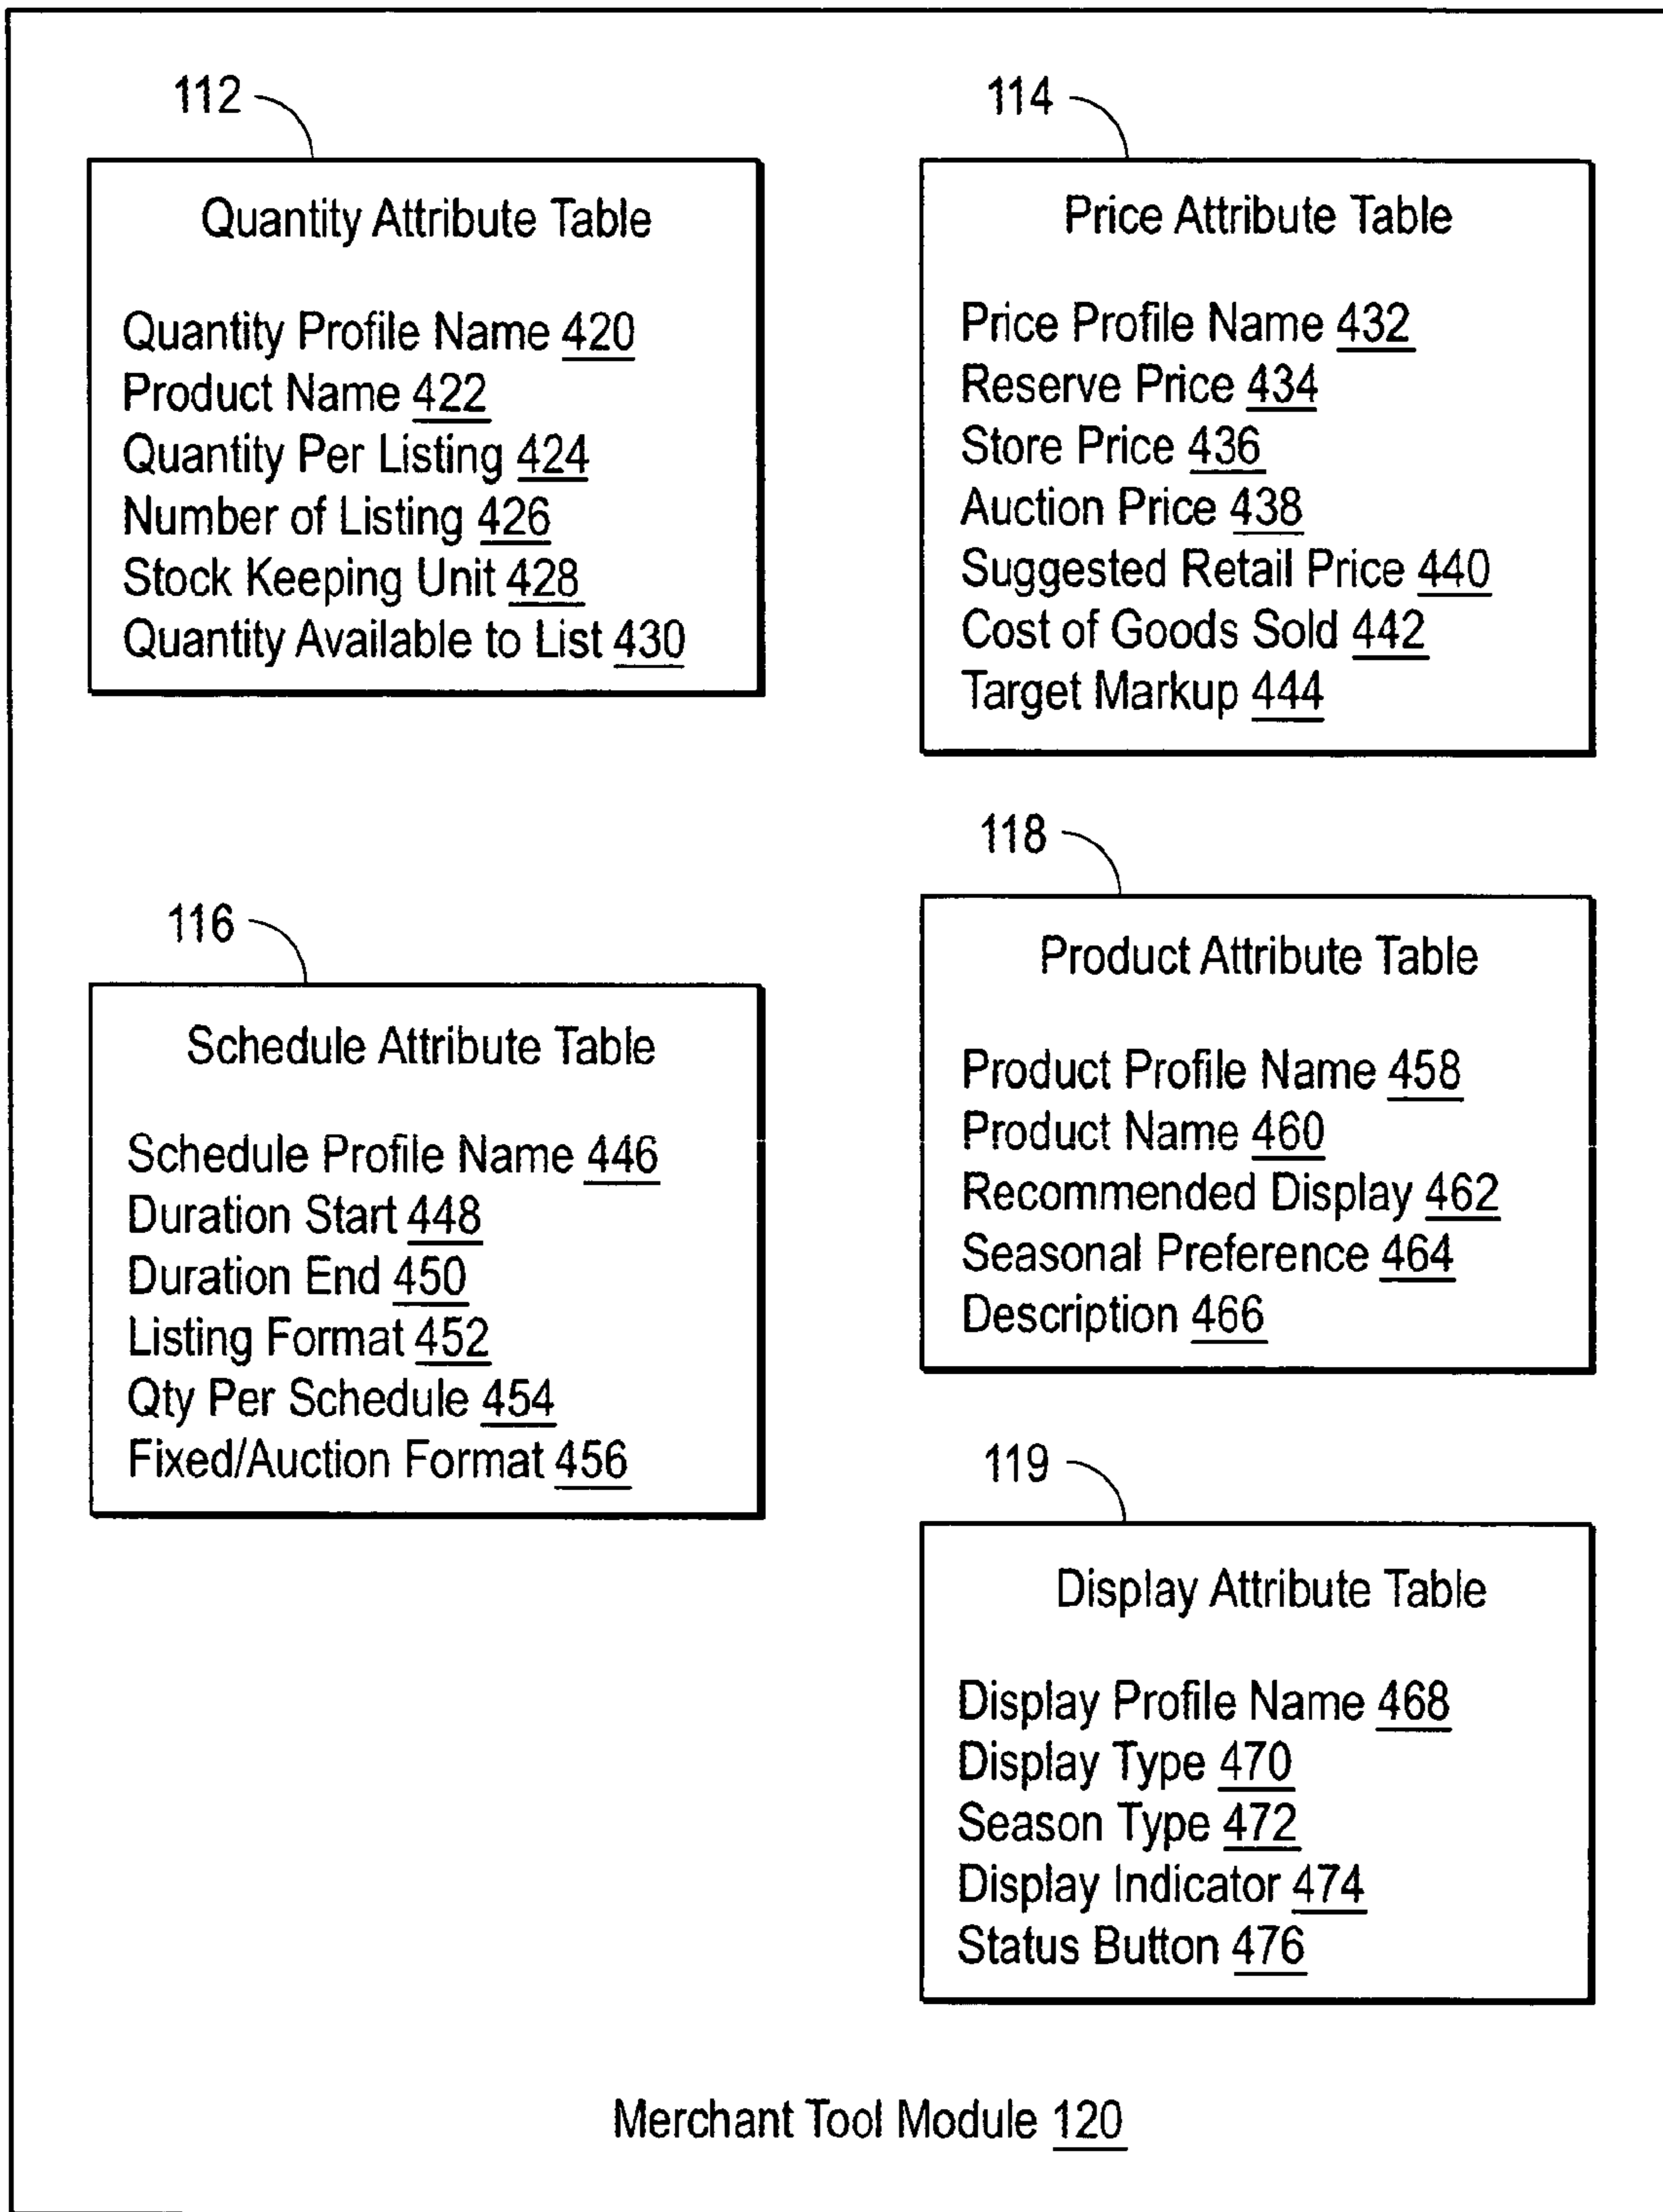 112
Quantity Attribute Table
Quantity Profile Name 420
Product Name 422
Quantity Per Listing 424
Number of Listing 426
Stock Keeping Unit 428
Quantity Available to List 430
114
Price Attribute Table
Price Profile Name 432
Reserve Price 434
Store Price 436
Auction Price 438
Suggested Retail Price 440
Cost of Goods Sold 442
Target Markup 444
116
Schedule Attribute Table
Schedule Profile Name 446
Duration Start 448
Duration End 450
Listing Format 452
Qty Per Schedule 454
Fixed/Auction Format 456
118
Product Attribute Table
Product Profile Name 458
Product Name 460
Recommended Display 462
Seasonal Preference 464
Description 466
119
Display Attribute Table
Display Profile Name 468
Display Type 470
Season Type 472
Display Indicator 474
Status Button 476
Merchant Tool Module 120